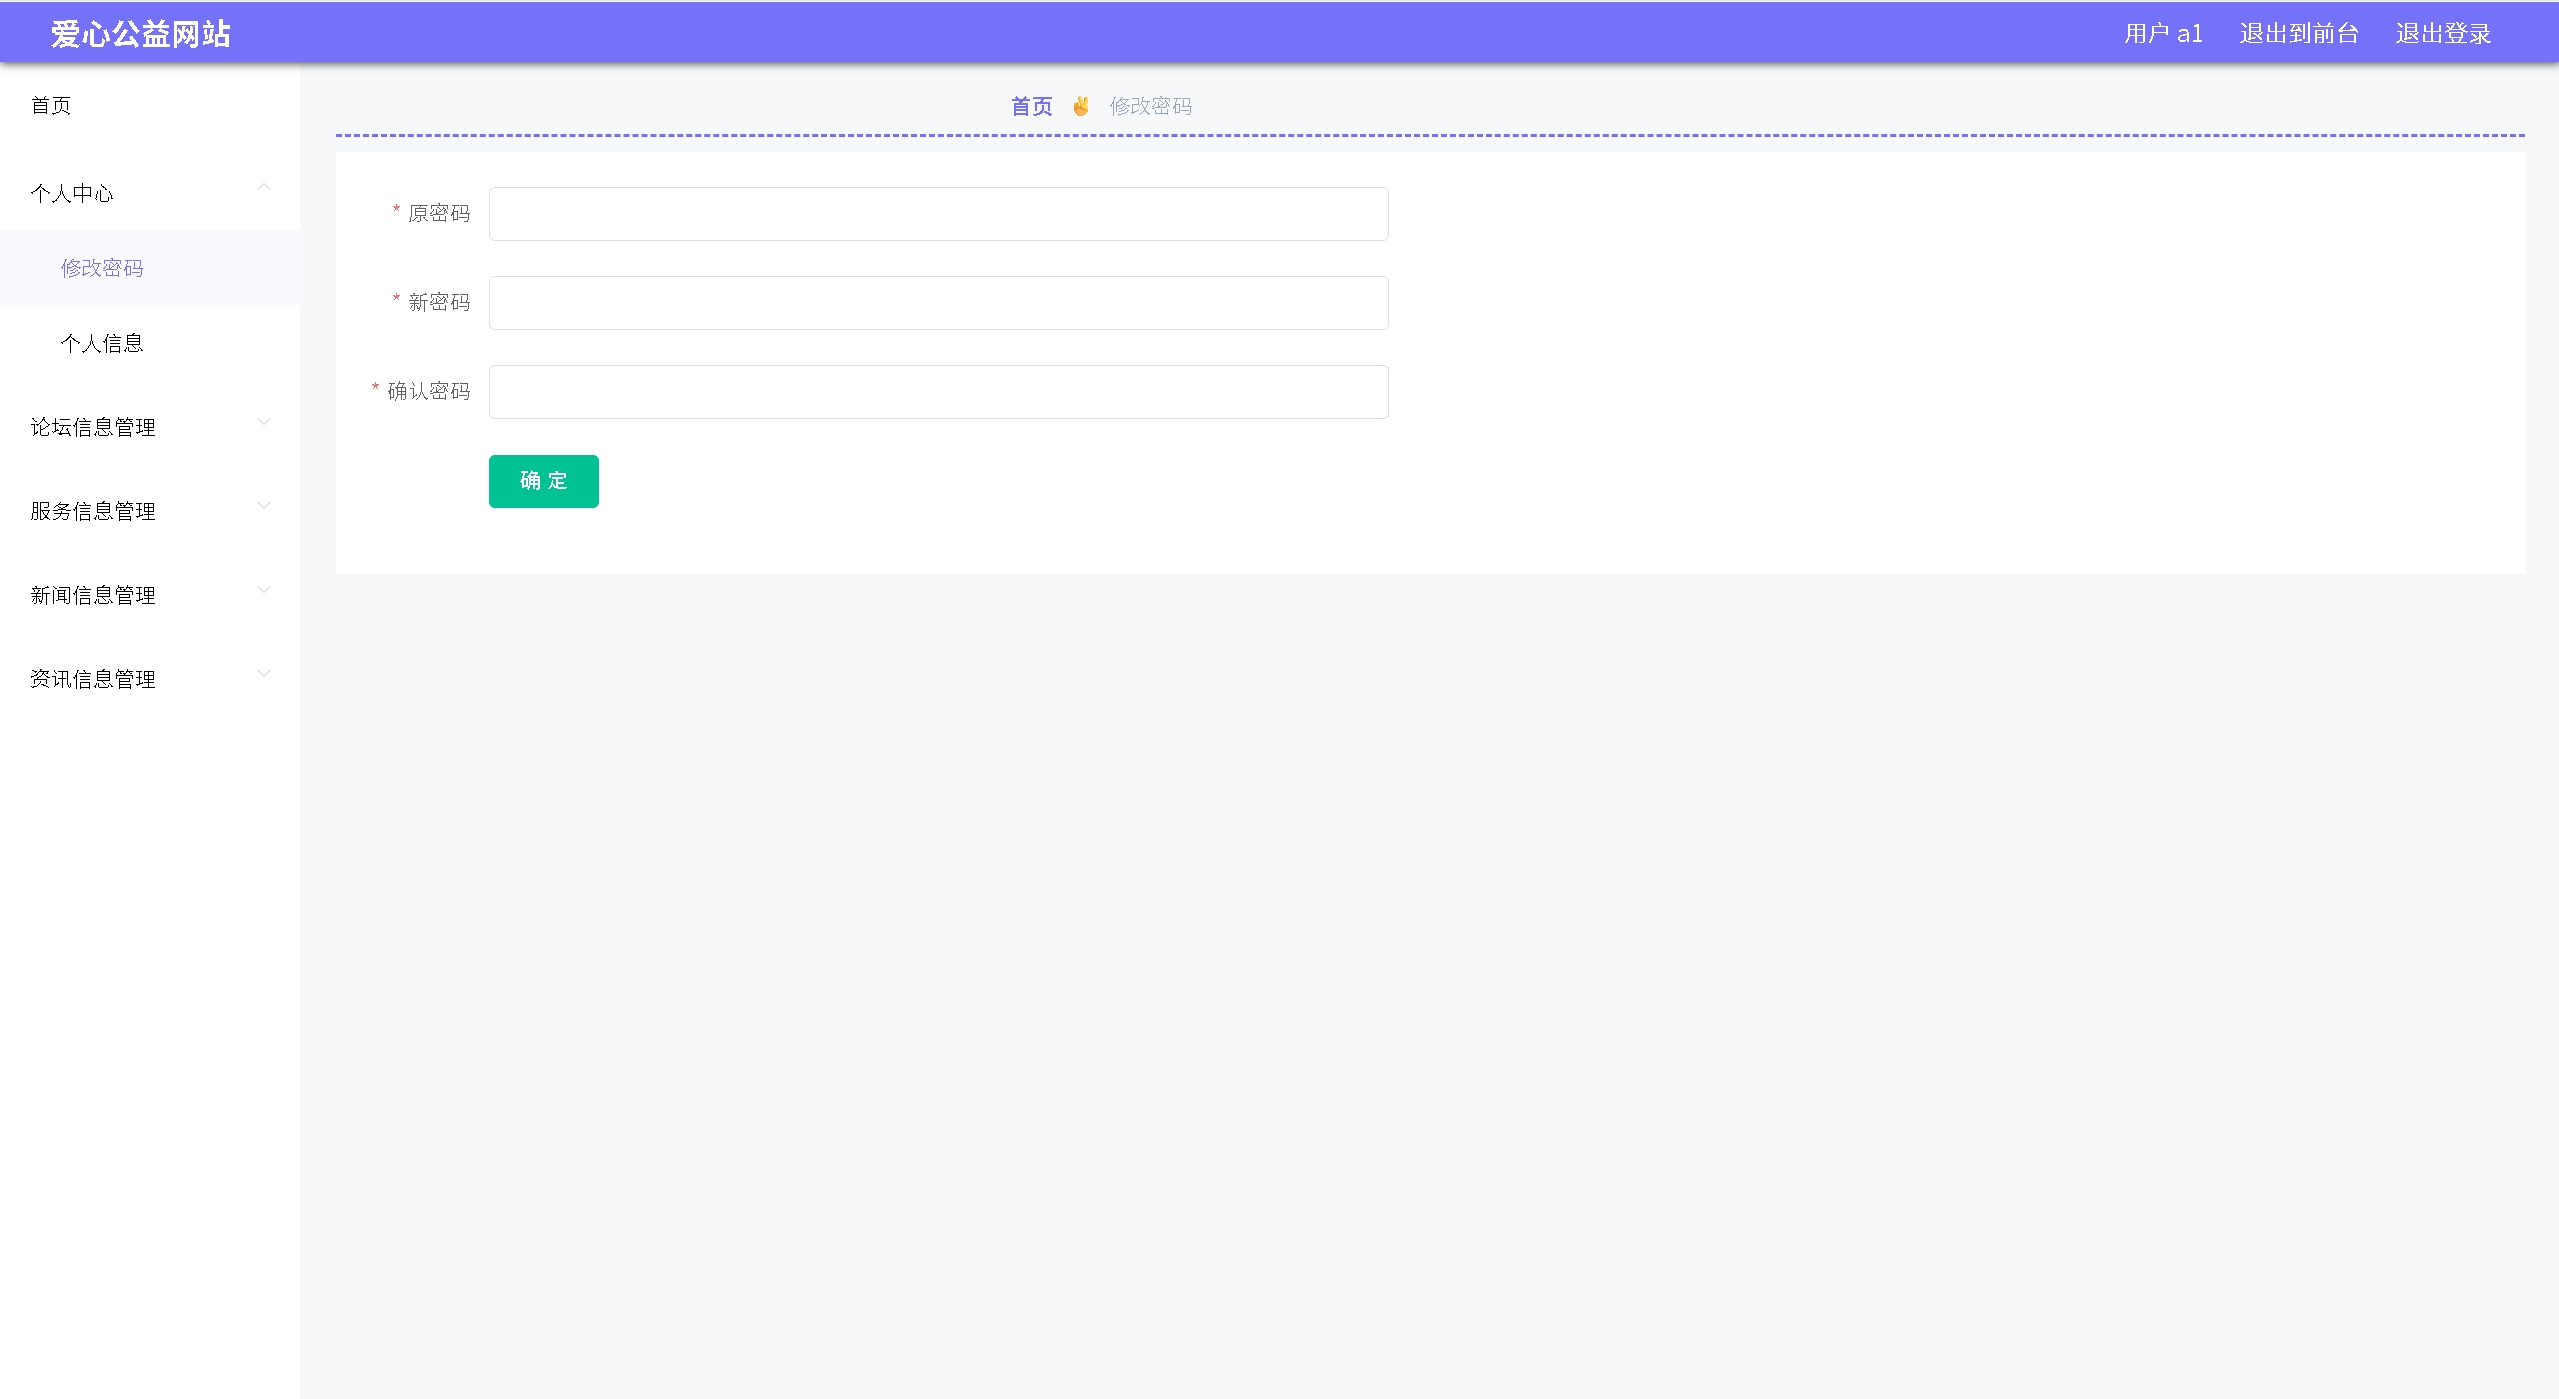 爱心公益网站
用户 a1 退出到前台 退出登录
首页
个人中心
修改密码
个人信息
论坛信息管理
服务信息管理
新闻信息管理
资讯信息管理
首页 ✌ 修改密码
* 原密码
* 新密码
* 确认密码
确 定